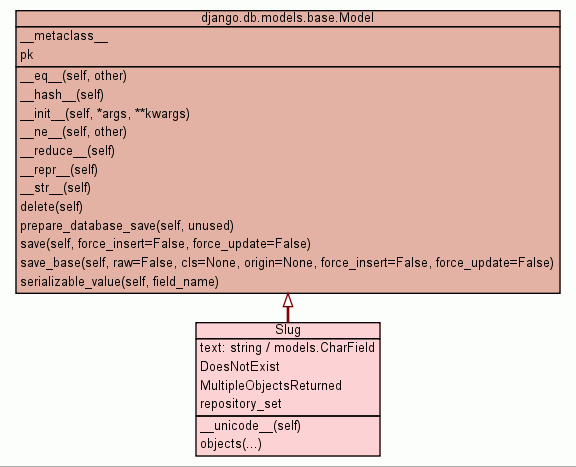 django.db.models.base.Model
__metaclass__
pk
__eq__(self, other)
__hash__(self)
__init__(self, *args, **kwargs)
__ne__(self, other)
__reduce__(self)
__repr__(self)
__str__(self)
delete(self)
prepare_database_save(self, unused)
save(self, force_insert=False, force_update=False)
save_base(self, raw=False, cls=None, origin=None, force_insert=False, force_update=False)
serializable_value(self, field_name)
Slug
text: string / models.CharField
DoesNotExist
MultipleObjectsReturned
repository_set
__unicode__(self)
objects(...)